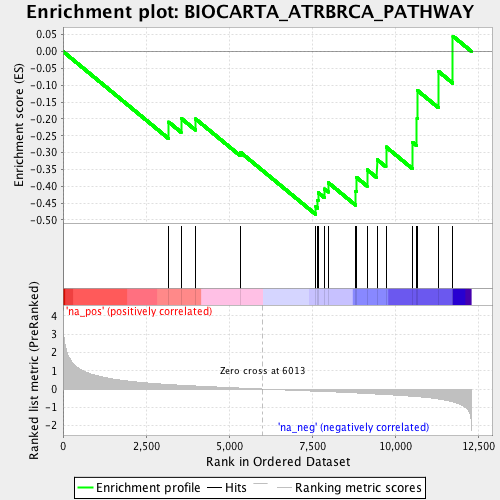 Enrichment plot: BIOCARTA_ATRBRCA_PATHWAY
Enrichment score (ES)
0.05
0.00
-0.05
-0.10
-0.15
-0.20
-0.25
-0.30
-0.35
-0.40
-0.45
-0.50
'na_pos' (positively correlated)
Ranked list metric (PreRanked)
4
3
2
1
0
-1
-2
Zero cross at 6013
'na_neg' (negatively correlated)
0
2,500
5,000
7,500
10,000
12,500
Rank in Ordered Dataset
Enrichment profile
Hits
Ranking metric scores